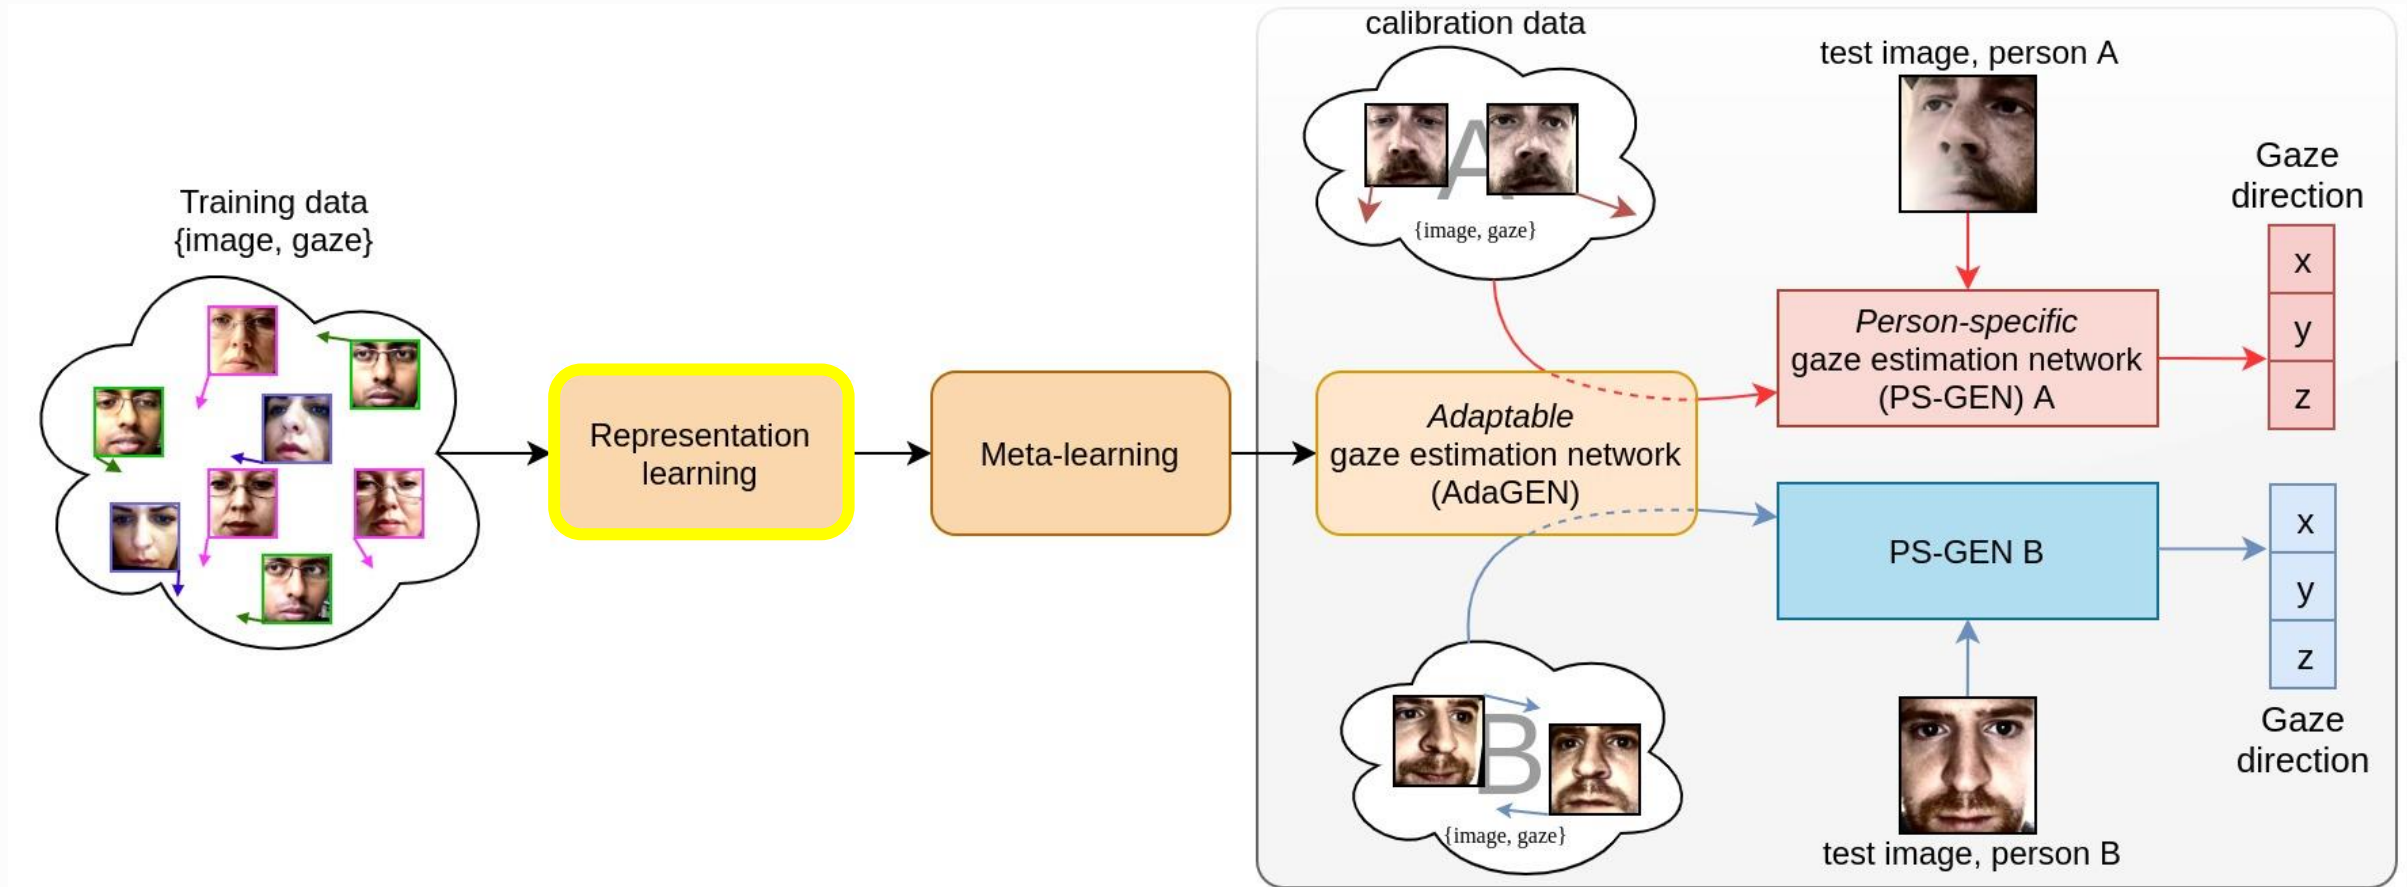 Training data
{image, gaze}
Representation
learning
Meta-learning
calibration data
A
{image, gaze}
Adaptable
gaze estimation network
(AdaGEN)
B
{image, gaze}
test image, person A
Person-specific
gaze estimation network
(PS-GEN) A
Gaze
direction
x
y
z
PS-GEN B
x
y
z
Gaze
direction
test image, person B